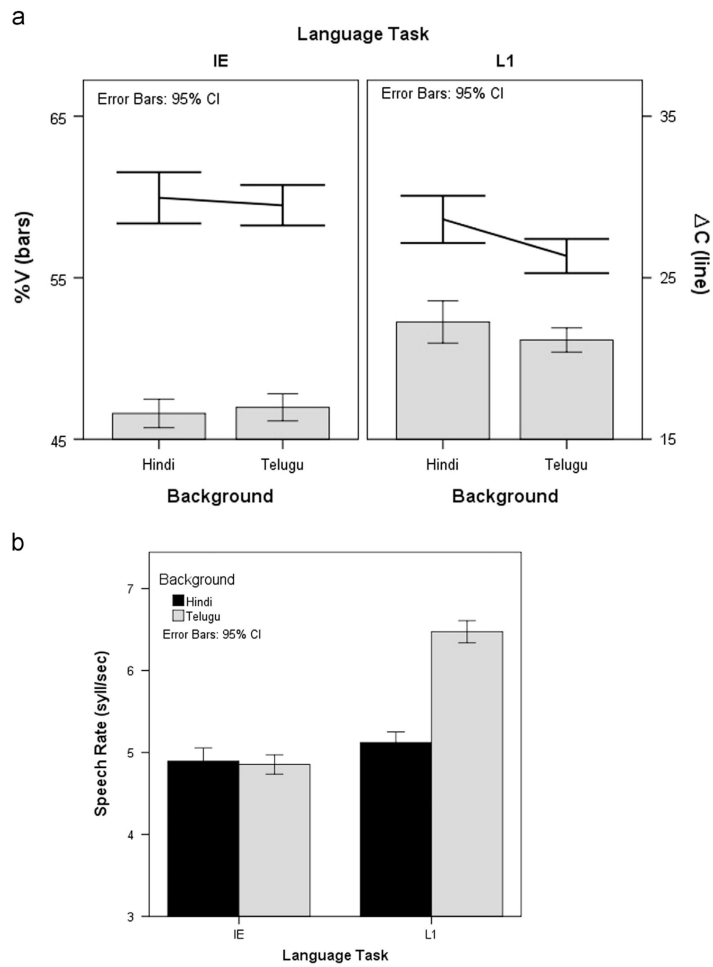 a
Language Task
IE
L1
Error Bars: 95% CI
Error Bars: 95% CI
65
55
45
%V (bars)
35
25
15
△C (line)
Hindi
Telugu
Hindi
Telugu
Background
Background
b
Background
Hindi
Telugu
Error Bars: 95% CI
7
6
5
4
3
Speech Rate (syll/sec)
IE
L1
Language Task